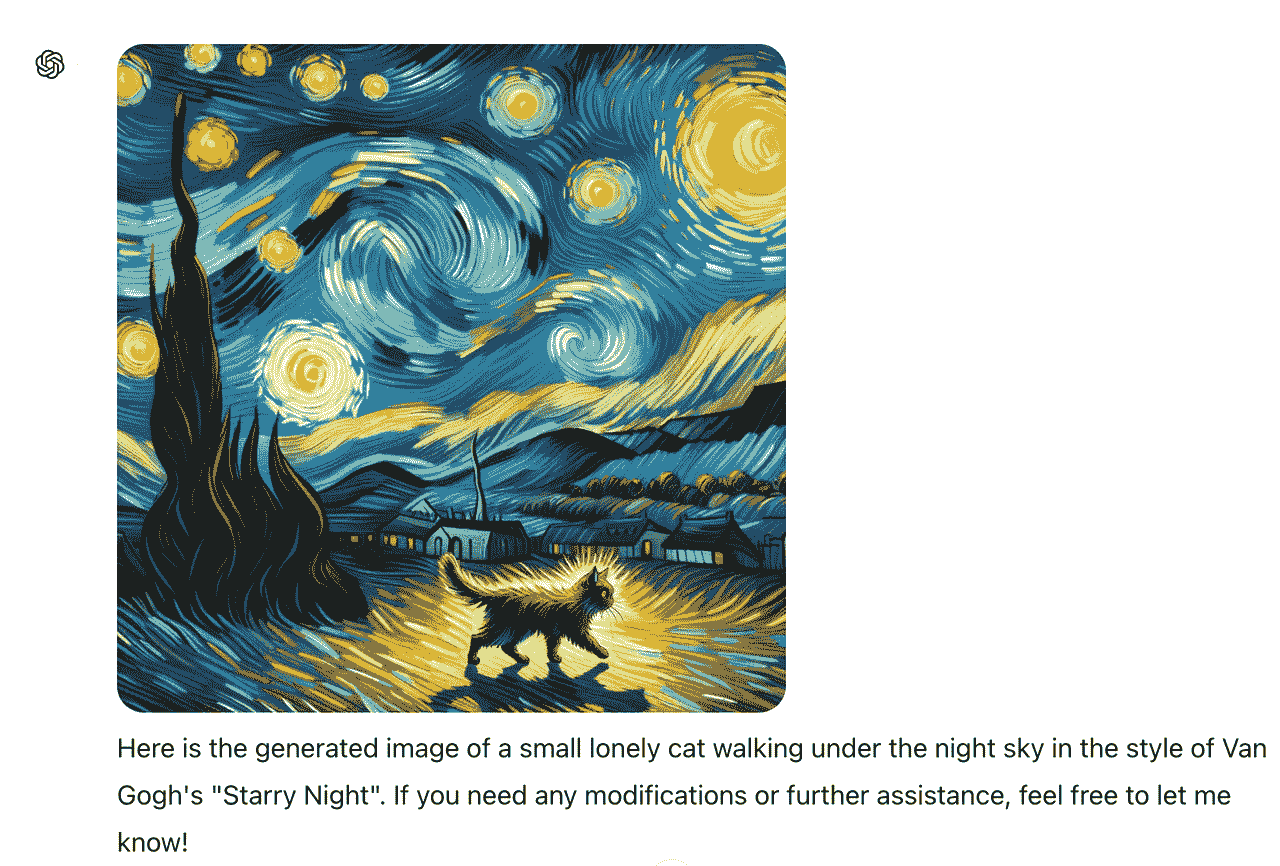 Here is the generated image of a small lonely cat walking under the night sky in the style of Van
Gogh's "Starry Night". If you need any modifications or further assistance, feel free to let me
know!